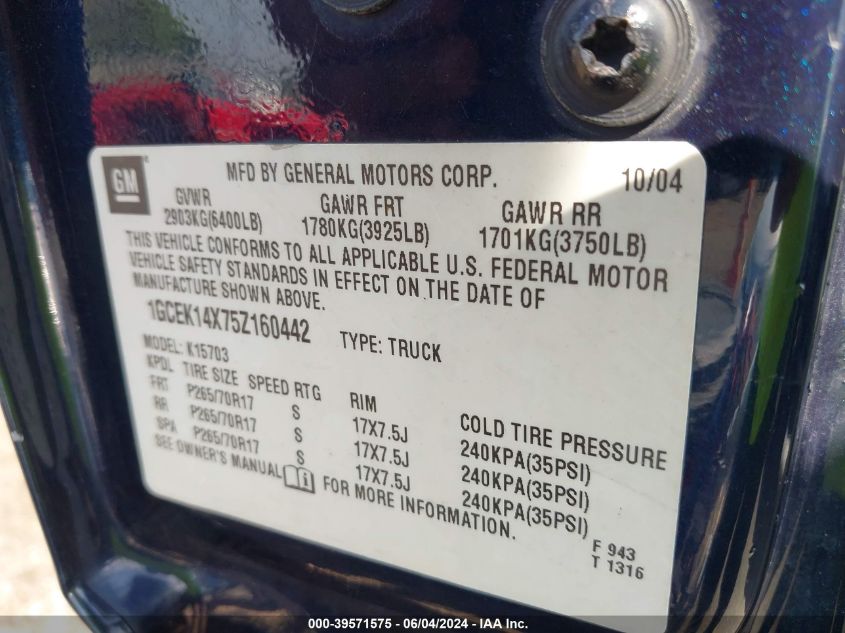 GM
MFD BY GENERAL MOTORS CORP. 10/04
GVWR GAWR FRT GAWR RR
2903KG(6400LB) 1780KG(3925LB) 1701KG(3750LB)
THIS VEHICLE CONFORMS TO ALL APPLICABLE U.S. FEDERAL MOTOR
VEHICLE SAFETY STANDARDS IN EFFECT ON THE DATE OF
MANUFACTURE SHOWN ABOVE.
1GCEK14X75Z160442 TYPE: TRUCK
MODEL: K15703
KPDL TIRE SIZE SPEED RTG RIM COLD TIRE PRESSURE
FRT P265/70R17 S 17X7.5J 240KPA(35PSI)
RR P265/70R17 S 17X7.5J 240KPA(35PSI)
SPA P265/70R17 S 17X7.5J 240KPA(35PSI)
SEE OWNER'S MANUAL i FOR MORE INFORMATION.
F 943
T 1316
000-39571575 - 06/04/2024 - IAA Inc.